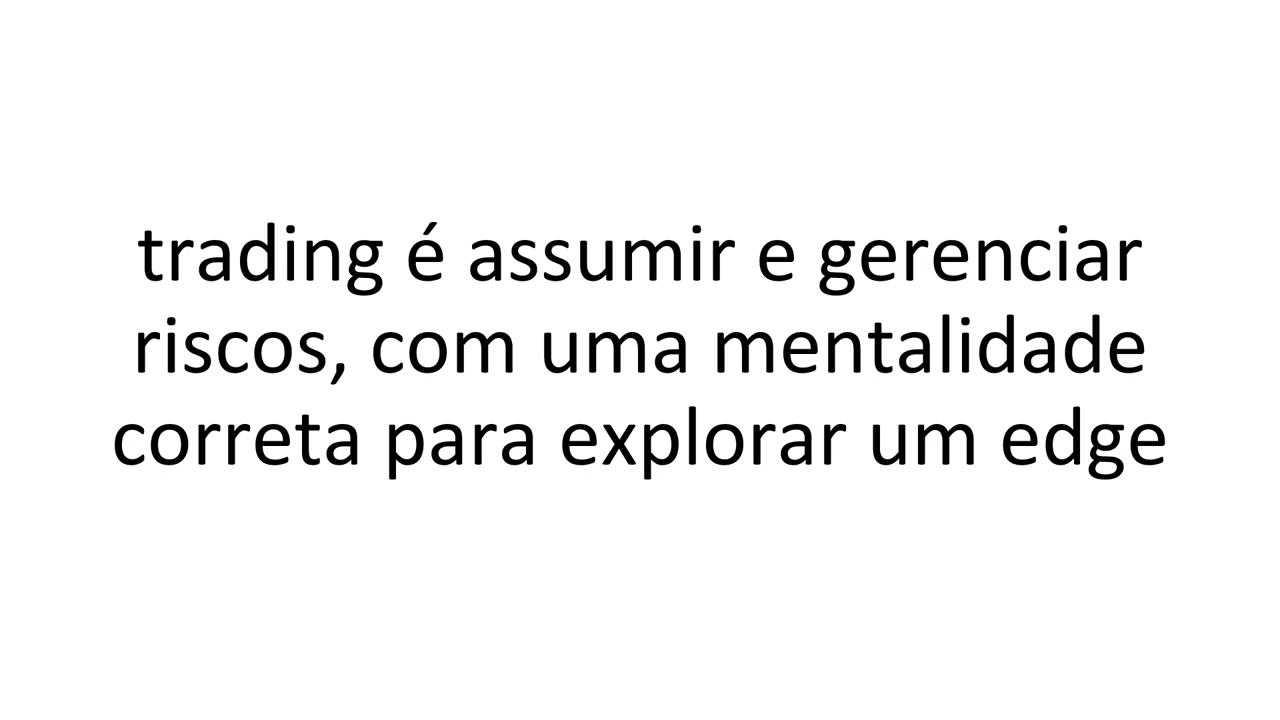 trading é assumir e gerenciar
riscos, com uma mentalidade
correta para explorar um edge